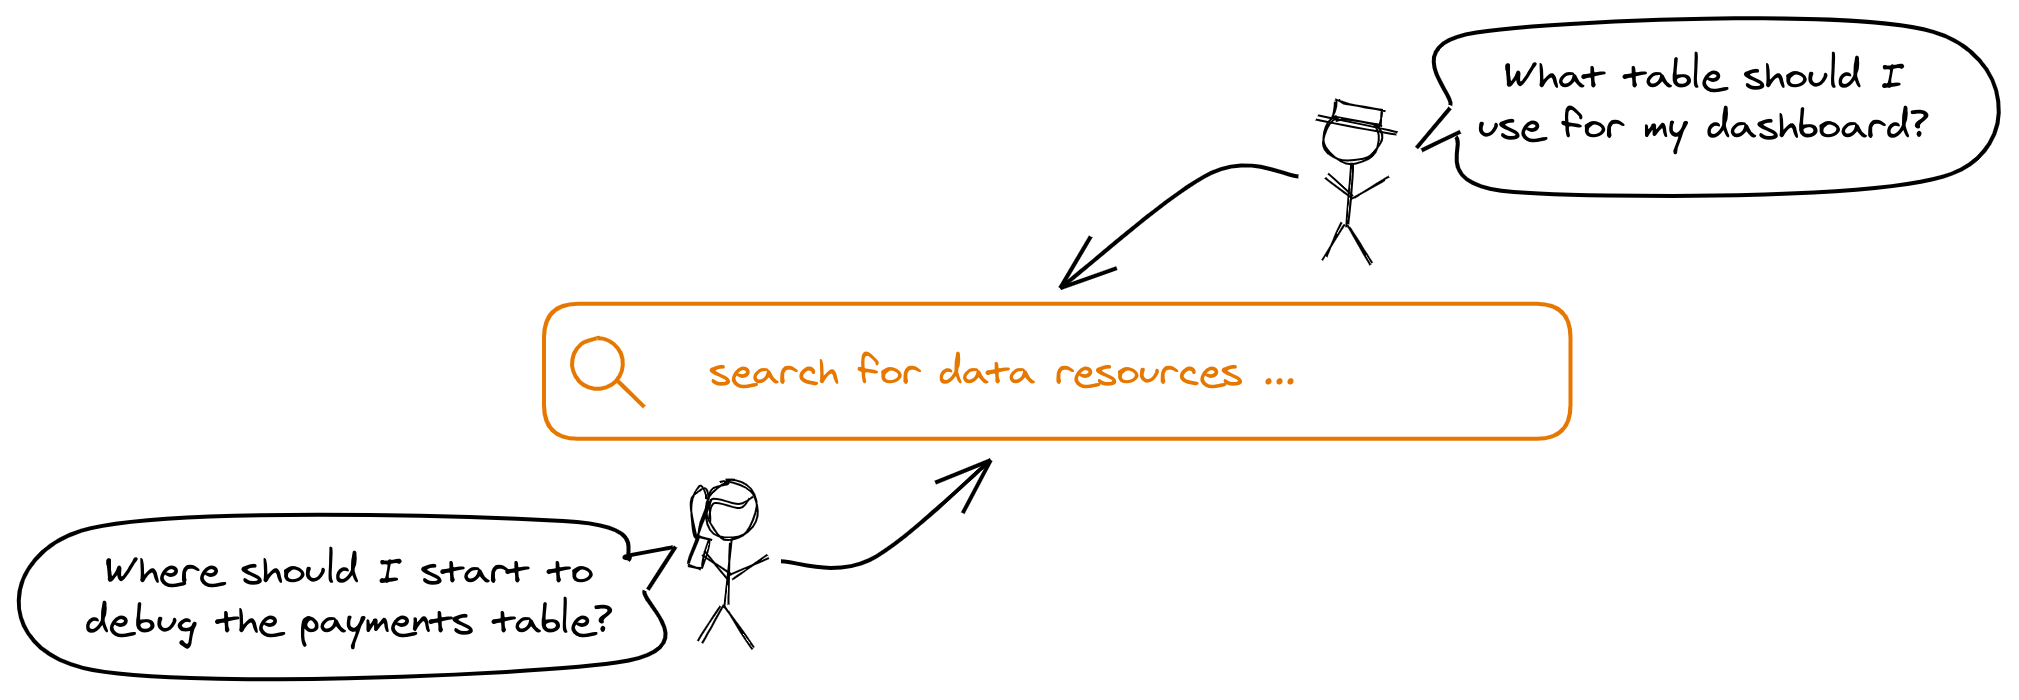 What table should I
use for my dashboard?
search for data resources ...
Where should I start to
debug the payments table?